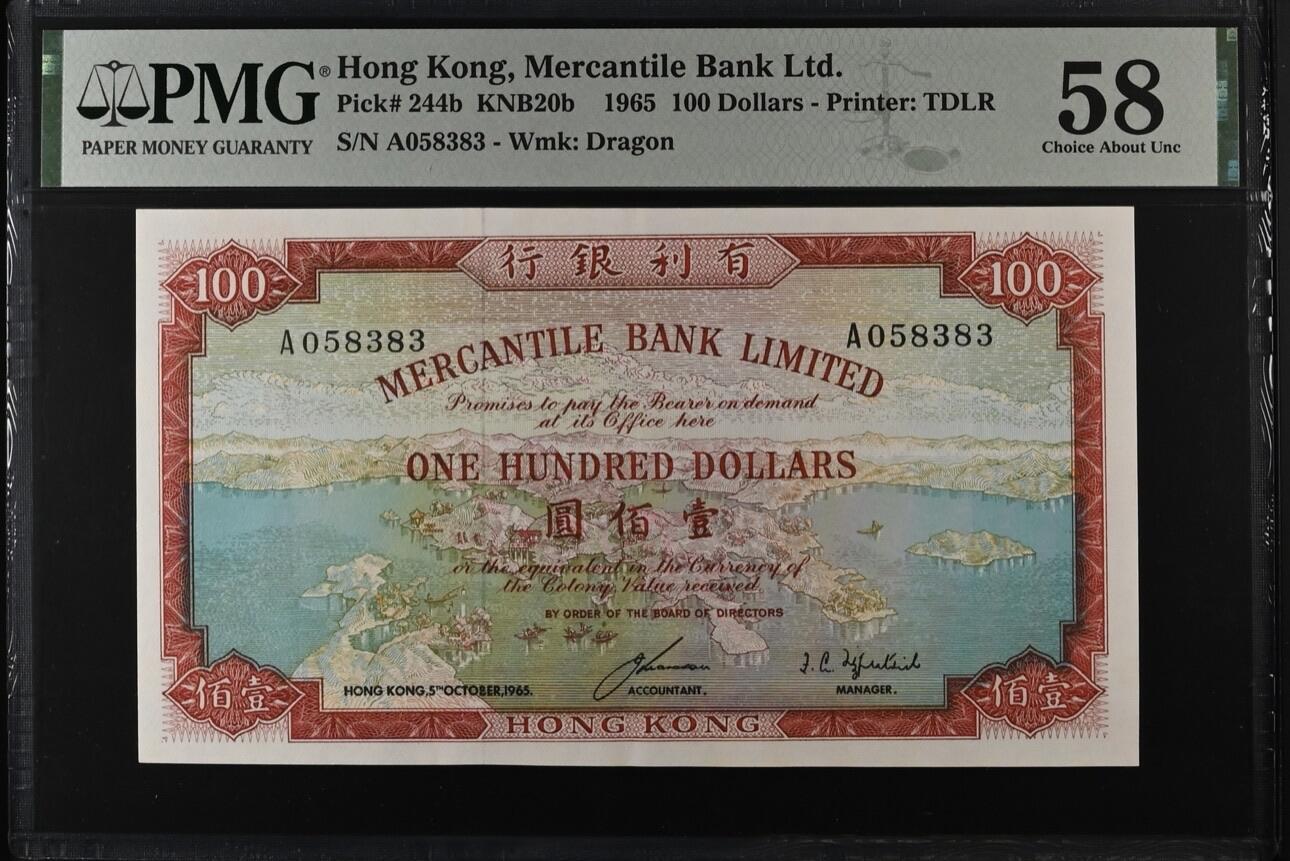 PMG® Hong Kong, Mercantile Bank Ltd.
Pick# 244b KNB20b 1965 100 Dollars - Printer: TDLR
PAPER MONEY GUARANTY S/N A058383 - Wmk: Dragon
58
Choice About Unc
行銀利有
100 100
A058383 A058383
MERCANTILE BANK LIMITED
Promises to pay the Bearer on demand
at its Office here
ONE HUNDRED DOLLARS
圓佰壹
or the equivalent in the Currency of
the Colony, Value received.
BY ORDER OF THE BOARD OF DIRECTORS
HONG KONG, 5TH OCTOBER, 1965. ACCOUNTANT. MANAGER.
佰壹 佰壹
HONG KONG